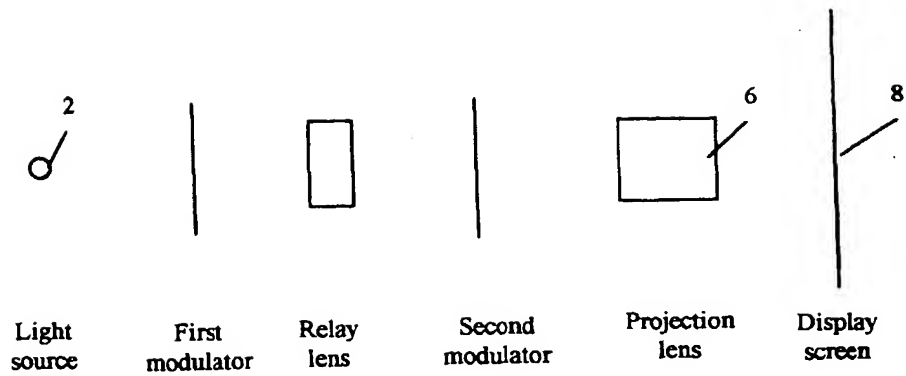 2
6
8
Light
source
First
modulator
Relay
lens
Second
modulator
Projection
lens
Display
screen